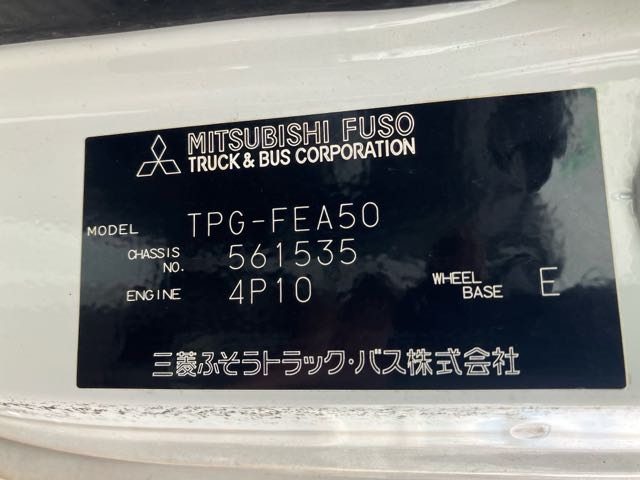 MITSUBISHI FUSO
TRUCK & BUS CORPORATION
MODEL TPG-FEA50
CHASSIS NO. 561535
ENGINE 4P10 WHEEL BASE E
三菱ふそうトラック・バス株式会社